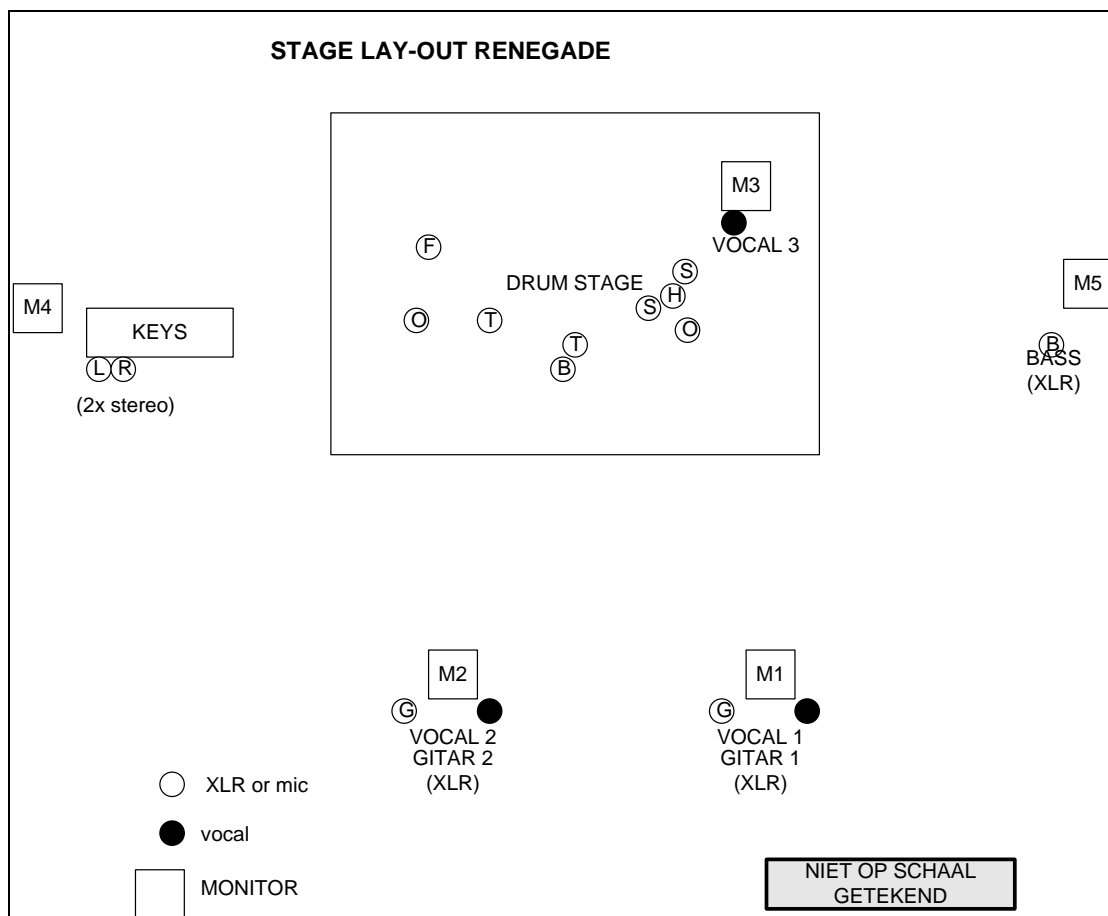 STAGE LAY-OUT RENEGADE
M3
VOCAL 3
F
DRUM STAGE
S
H
S
O
T
O
T
B
M4
KEYS
L R
(2x stereo)
M5
B
BASS
(XLR)
M2
G
VOCAL 2
GITAR 2
(XLR)
M1
G
VOCAL 1
GITAR 1
(XLR)
XLR or mic
vocal
MONITOR
NIET OP SCHAAL
GETEKEND